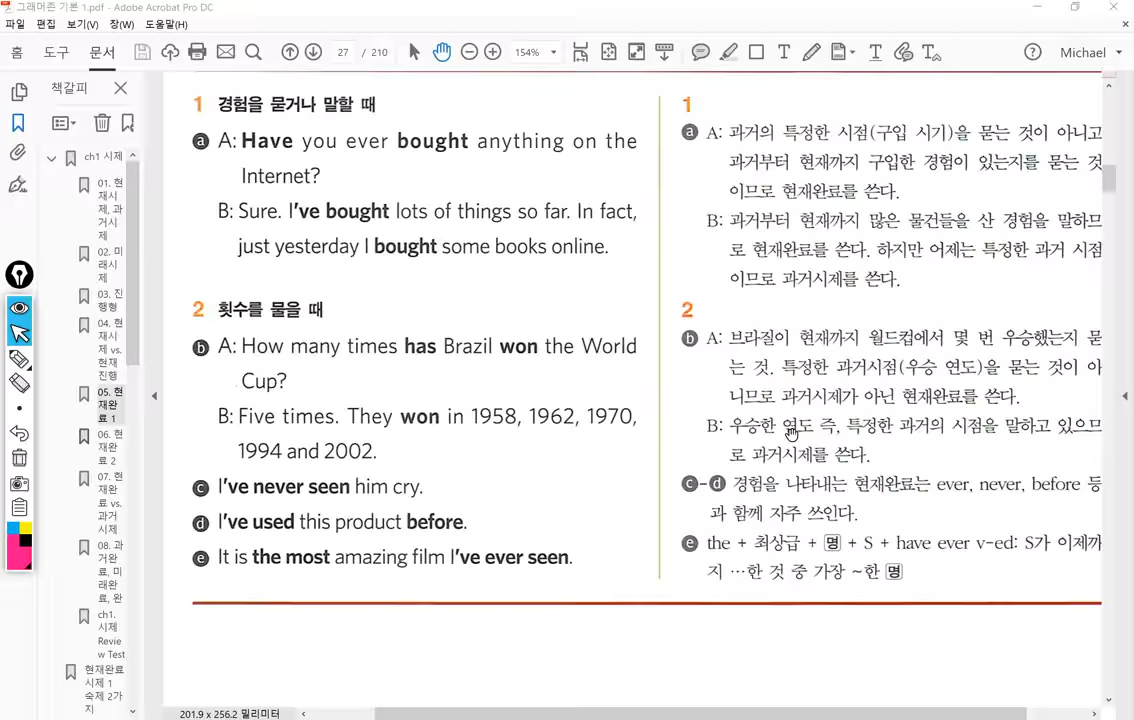 그래머존 기본 1.pdf - Adobe Acrobat Pro DC
파일 편집 보기(V) 창(W) 도움말(H)
홈 도구 문서 27 / 210 154% Michael
책갈피
ch1 시제
01. 현
재시
제, 과
거시
제
02. 미
래시
제
03. 진
행형
04. 현
재시
제 vs.
현재
진행
05. 현
재완
료 1
06. 현
재완
료 2
07. 현
재완
료 vs.
과거
시제
08. 과
거완
료, 미
래완
료, 완
ch1.
시제
Revie
w Test
현재완료
시제 1
숙제 2가
지
1 경험을 묻거나 말할 때
a A: Have you ever bought anything on the
Internet?
B: Sure. I've bought lots of things so far. In fact,
just yesterday I bought some books online.
2 횟수를 물을 때
b A: How many times has Brazil won the World
Cup?
B: Five times. They won in 1958, 1962, 1970,
1994 and 2002.
c I've never seen him cry.
d I've used this product before.
e It is the most amazing film I've ever seen.
1
a A: 과거의 특정한 시점(구입 시기)을 묻는 것이 아니고
과거부터 현재까지 구입한 경험이 있는지를 묻는 것
이므로 현재완료를 쓴다.
B: 과거부터 현재까지 많은 물건들을 산 경험을 말하므
로 현재완료를 쓴다. 하지만 어제는 특정한 과거 시점
이므로 과거시제를 쓴다.
2
b A: 브라질이 현재까지 월드컵에서 몇 번 우승했는지 묻
는 것. 특정한 과거시점(우승 연도)을 묻는 것이 아
니므로 과거시제가 아닌 현재완료를 쓴다.
B: 우승한 연도 즉, 특정한 과거의 시점을 말하고 있으므
로 과거시제를 쓴다.
c-d 경험을 나타내는 현재완료는 ever, never, before 등
과 함께 자주 쓰인다.
e the + 최상급 + 명 + S + have ever v-ed: S가 이제까
지 …한 것 중 가장 ~한 명
201.9 x 256.2 밀리미터